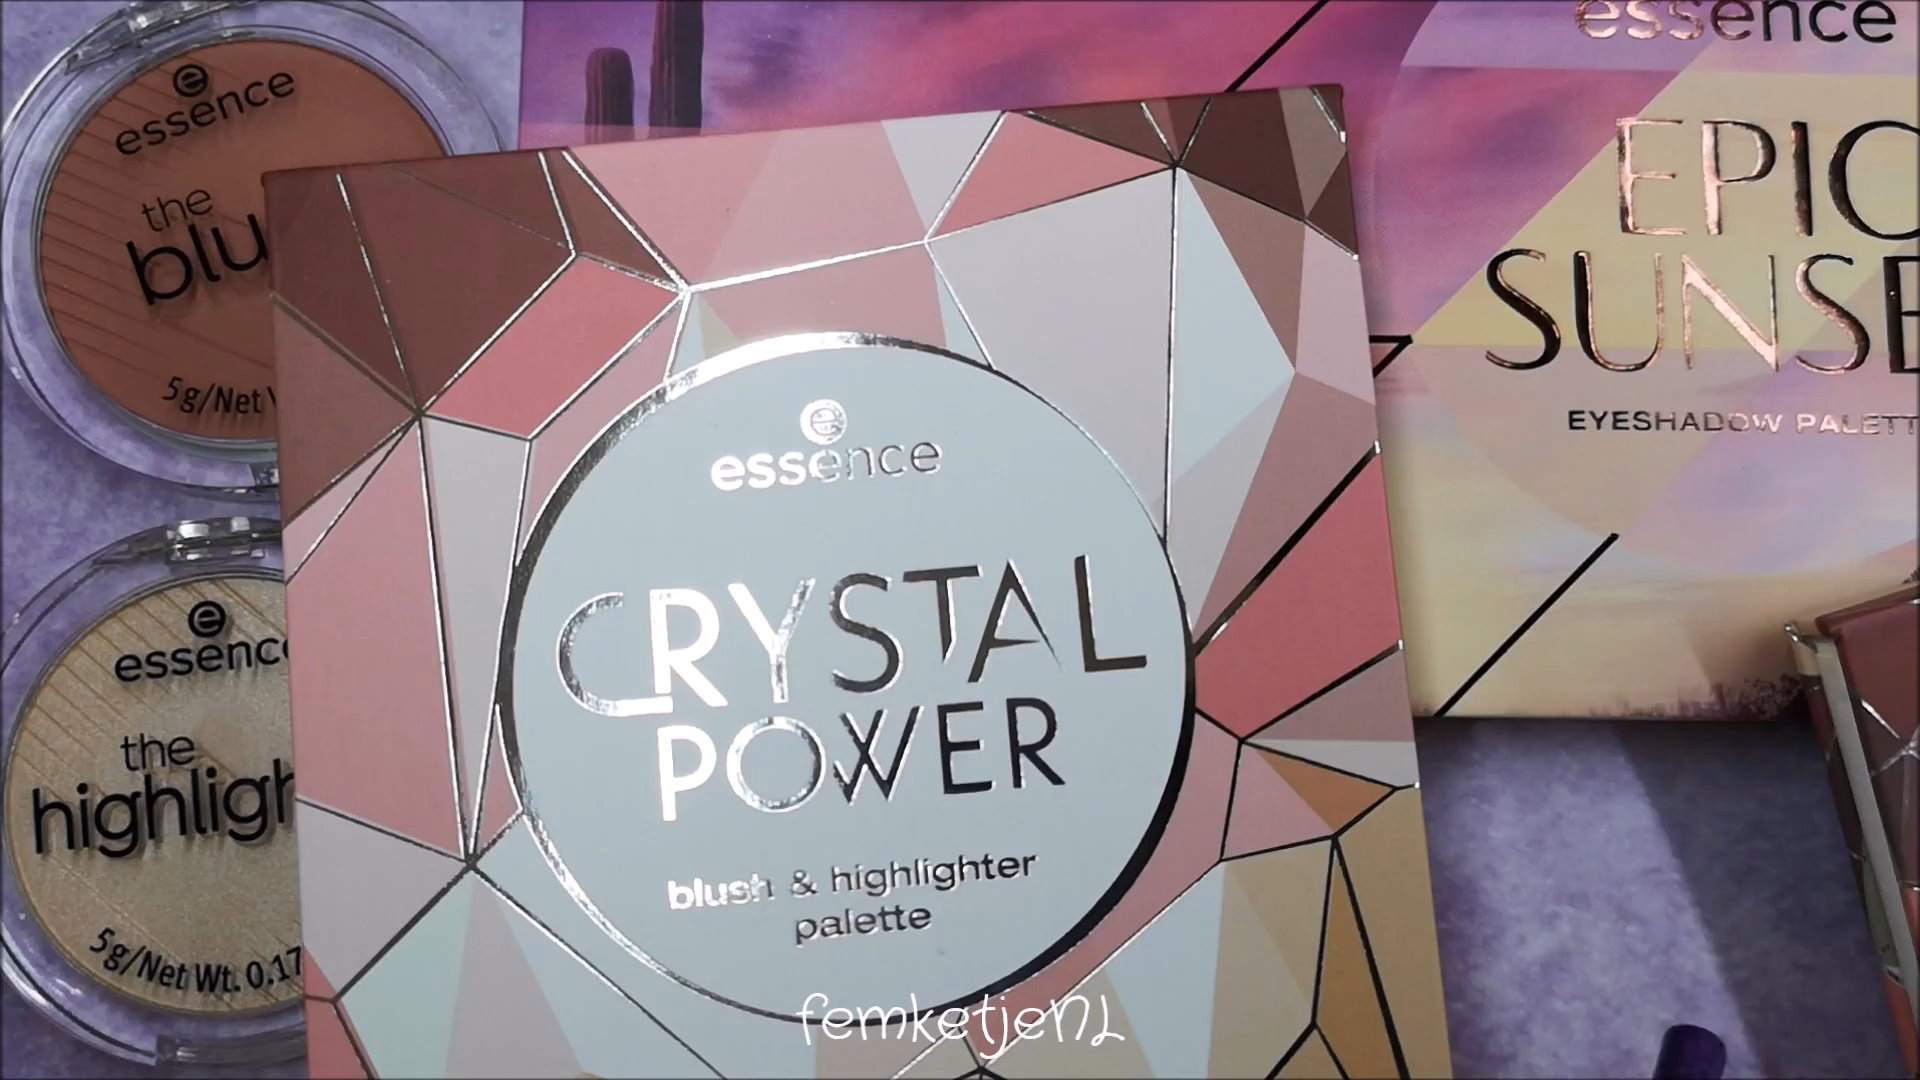 essence
the
blu
5g/Net
essence
the
highligh
5g/Net Wt. 0.17
essence
CRYSTAL
POWER
blush & highlighter
palette
essence
EPIC
SUNSE
EYESHADOW PALETT
femketjeNL